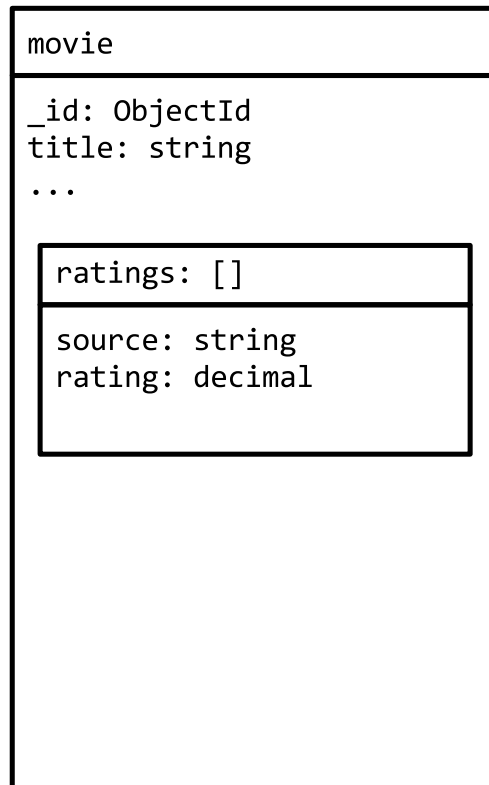 movie
_id: ObjectId
title: string
...
ratings: []
source: string
rating: decimal